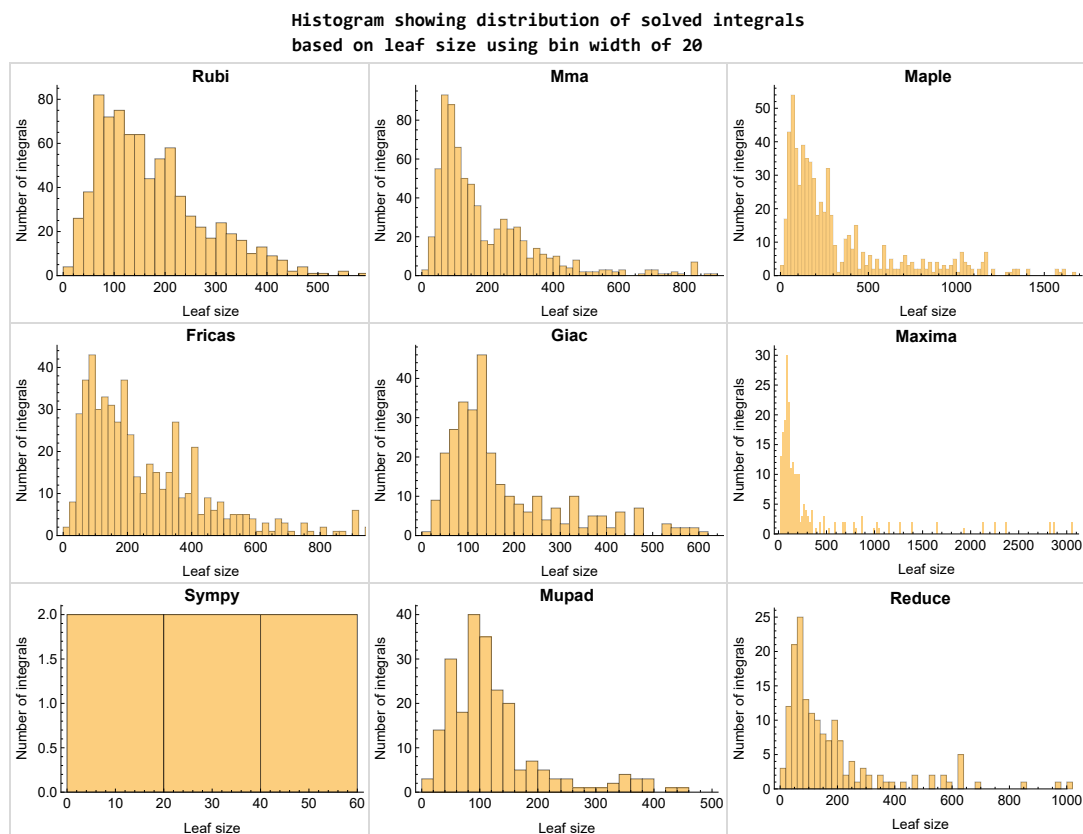 Histogram showing distribution of solved integrals
based on leaf size using bin width of 20
Rubi
Number of integrals
80
60
40
20
0
0 100 200 300 400 500
Leaf size
Mma
Number of integrals
80
60
40
20
0
0 200 400 600 800
Leaf size
Maple
Number of integrals
50
40
30
20
10
0
0 500 1000 1500
Leaf size
Fricas
Number of integrals
40
30
20
10
0
0 200 400 600 800
Leaf size
Giac
Number of integrals
40
30
20
10
0
0 100 200 300 400 500 600
Leaf size
Maxima
Number of integrals
30
25
20
15
10
5
0
0 500 1000 1500 2000 2500 3000
Leaf size
Sympy
Number of integrals
2.0
1.5
1.0
0.5
0.0
0 10 20 30 40 50 60
Leaf size
Mupad
Number of integrals
40
30
20
10
0
0 100 200 300 400 500
Leaf size
Reduce
Number of integrals
25
20
15
10
5
0
0 200 400 600 800 1000
Leaf size